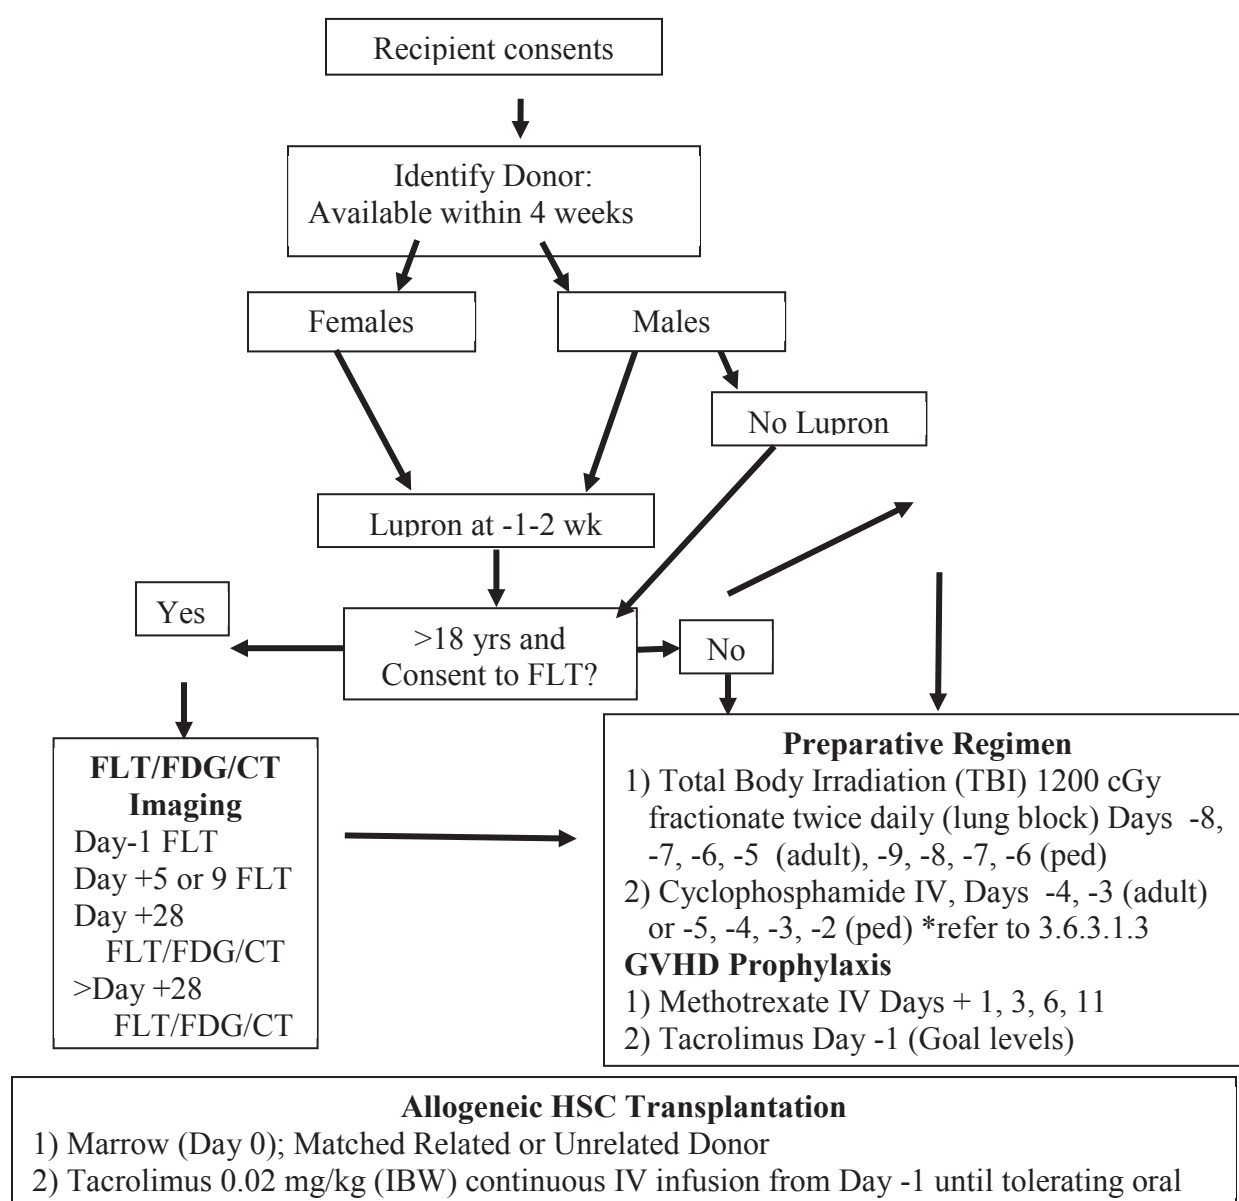 Recipient consents
Identify Donor:
Available within 4 weeks
Females
Males
No Lupron
Lupron at -1-2 wk
Yes
>18 yrs and
Consent to FLT?
No
FLT/FDG/CT
Imaging
Day-1 FLT
Day +5 or 9 FLT
Day +28
FLT/FDG/CT
>Day +28
FLT/FDG/CT
Preparative Regimen
1) Total Body Irradiation (TBI) 1200 cGy
fractionate twice daily (lung block) Days -8,
-7, -6, -5 (adult), -9, -8, -7, -6 (ped)
2) Cyclophosphamide IV, Days -4, -3 (adult)
or -5, -4, -3, -2 (ped) *refer to 3.6.3.1.3
GVHD Prophylaxis
1) Methotrexate IV Days + 1, 3, 6, 11
2) Tacrolimus Day -1 (Goal levels)
Allogeneic HSC Transplantation
1) Marrow (Day 0); Matched Related or Unrelated Donor
2) Tacrolimus 0.02 mg/kg (IBW) continuous IV infusion from Day -1 until tolerating oral